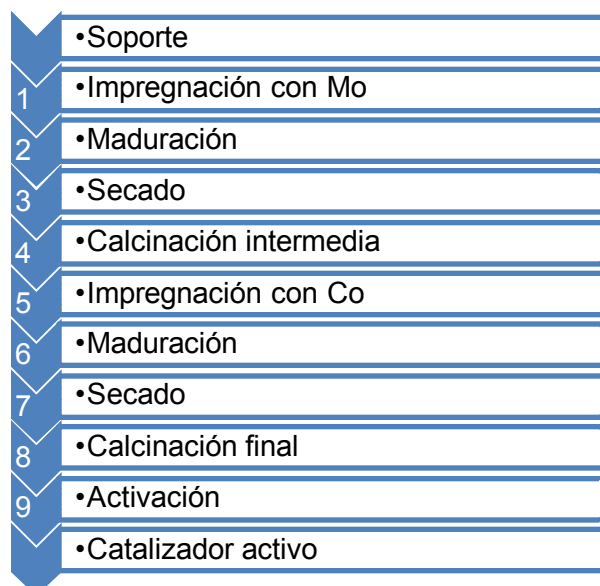 •Soporte
1 •Impregnación con Mo
2 •Maduración
3 •Secado
4 •Calcinación intermedia
5 •Impregnación con Co
6 •Maduración
7 •Secado
8 •Calcinación final
9 •Activación
•Catalizador activo